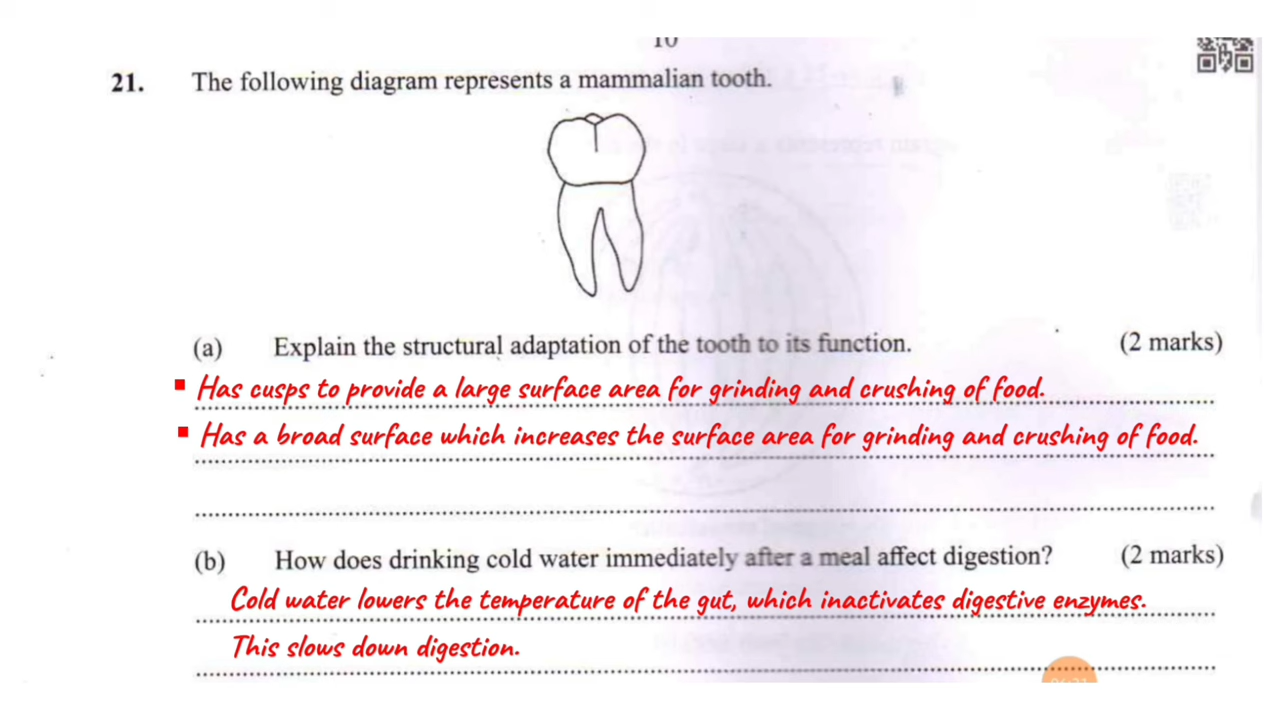 10
21. The following diagram represents a mammalian tooth.
(a) Explain the structural adaptation of the tooth to its function. (2 marks)
▪ Has cusps to provide a large surface area for grinding and crushing of food.
▪ Has a broad surface which increases the surface area for grinding and crushing of food.
(b) How does drinking cold water immediately after a meal affect digestion? (2 marks)
Cold water lowers the temperature of the gut, which inactivates digestive enzymes.
This slows down digestion.